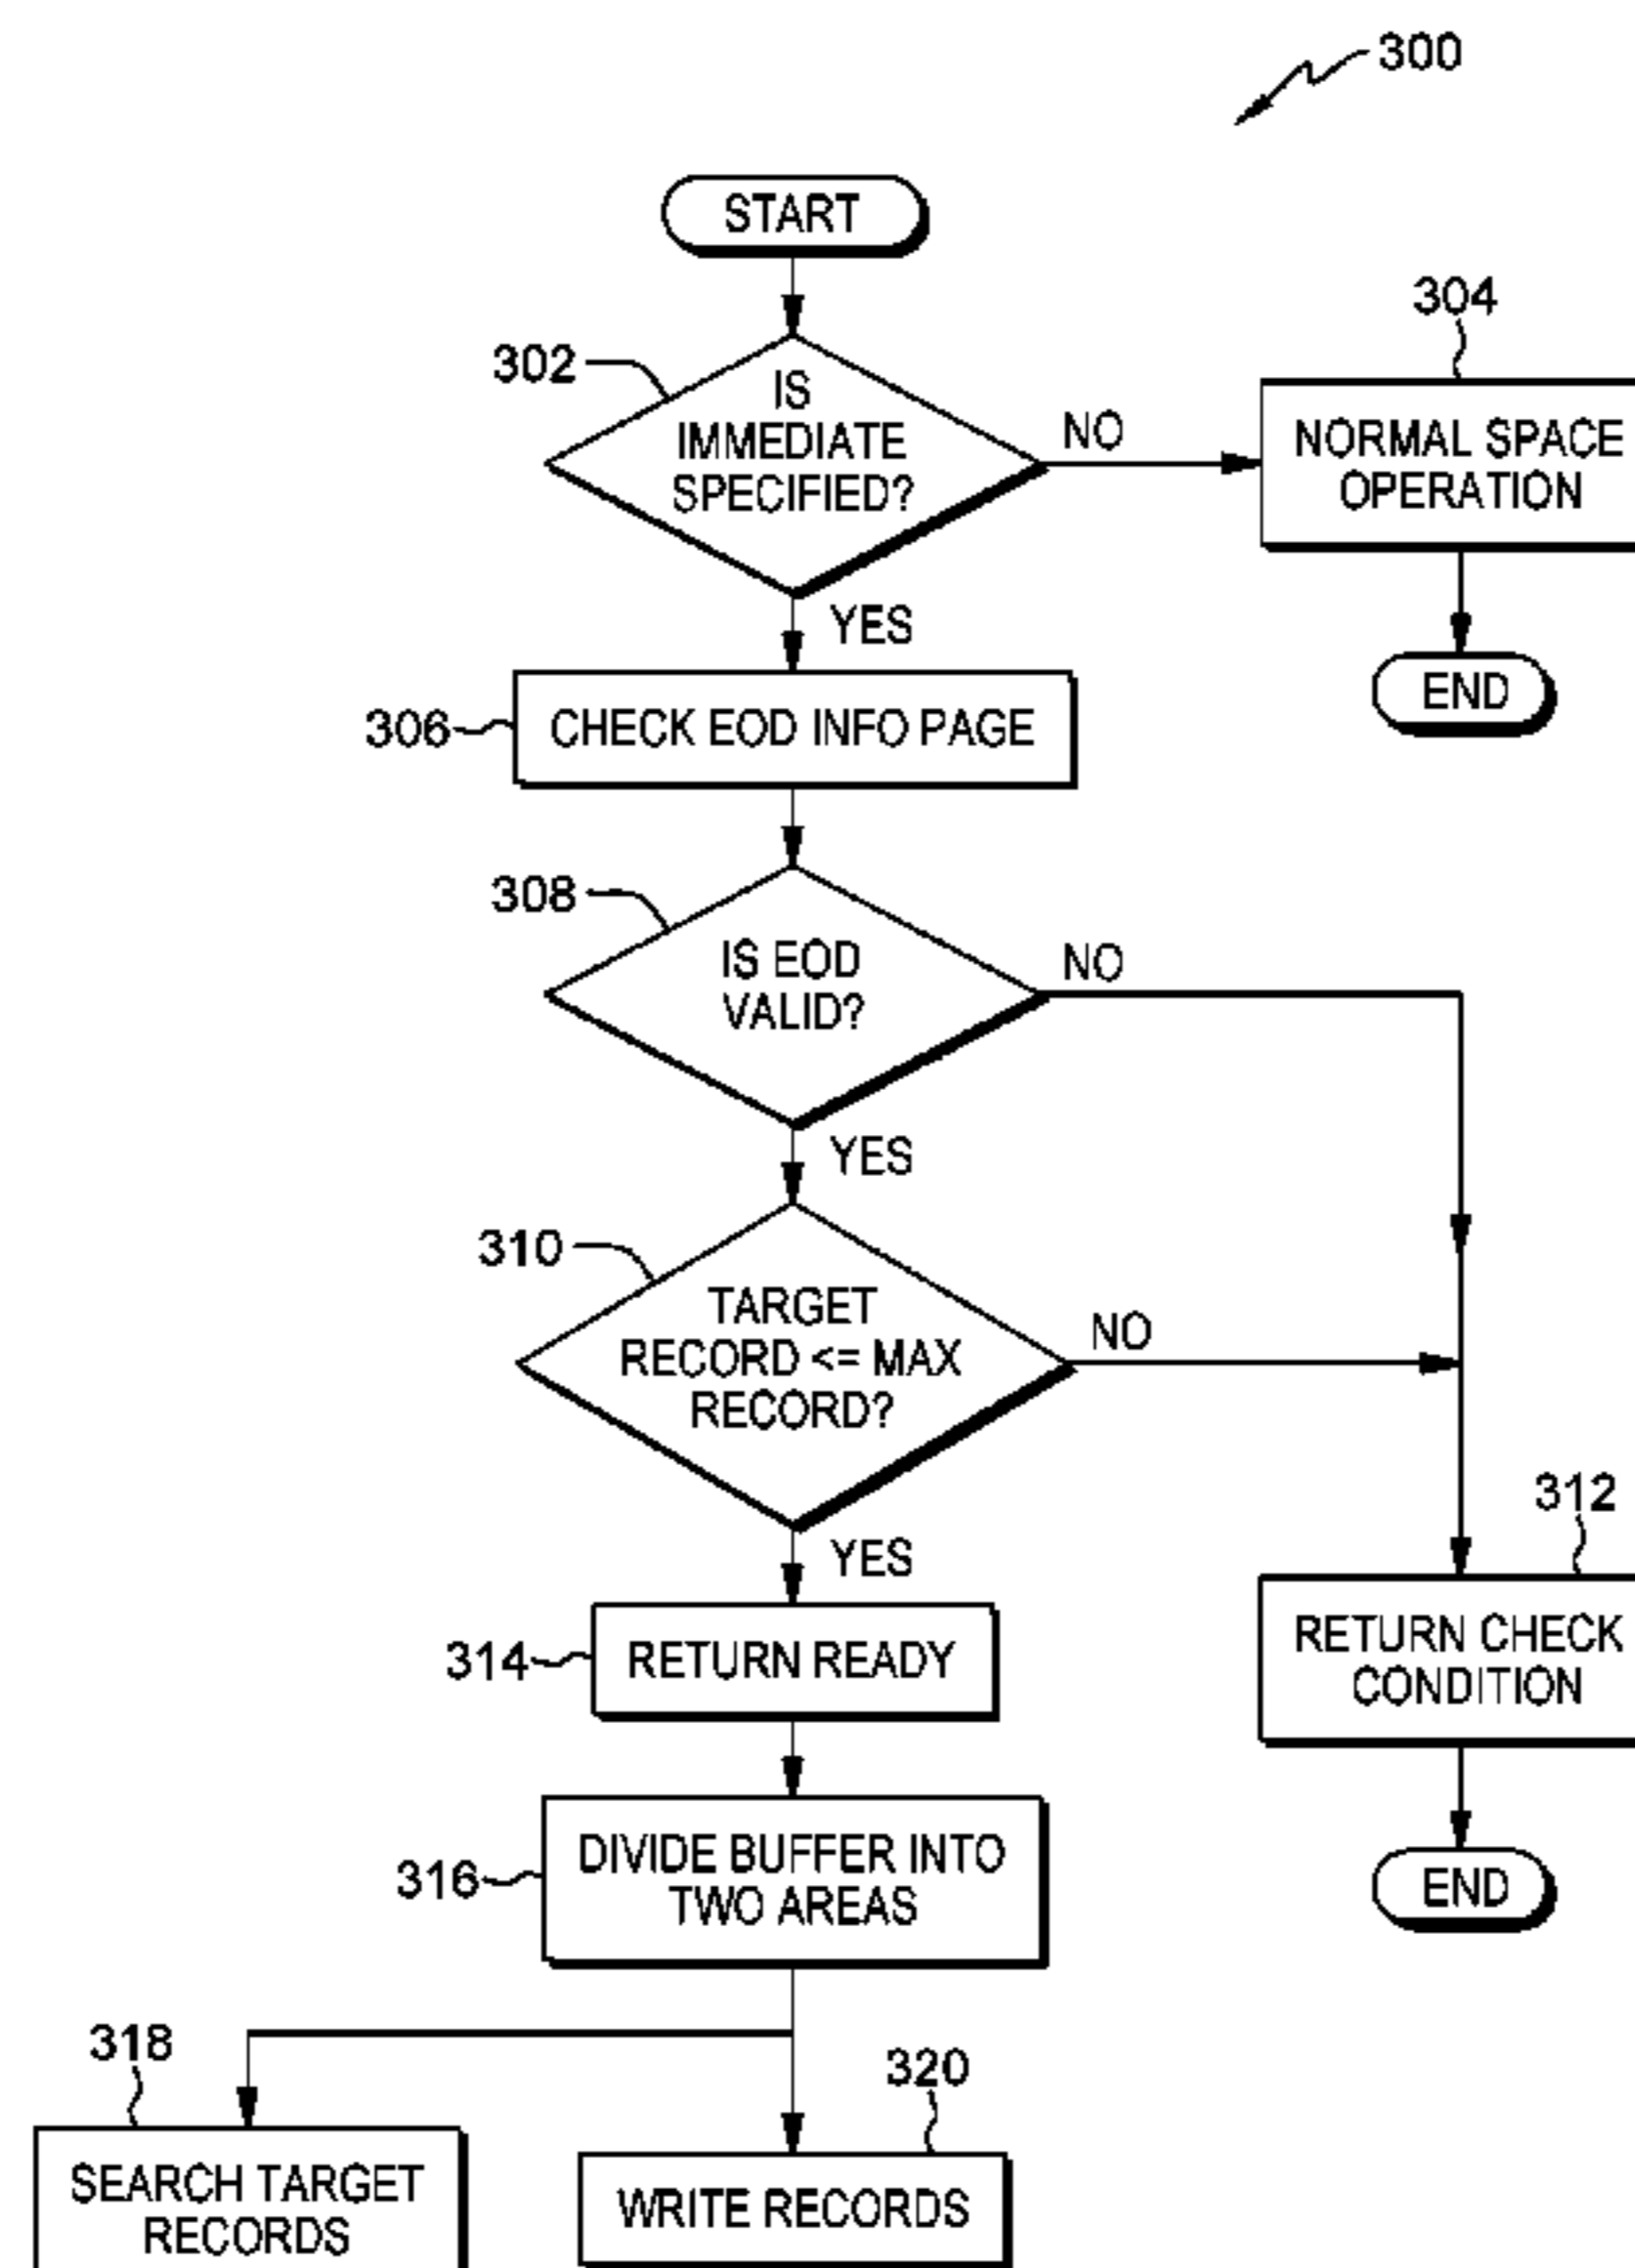 300
START
302
IS
IMMEDIATE
SPECIFIED?
NO
304
NORMAL SPACE
OPERATION
YES
END
306
CHECK EOD INFO PAGE
308
IS EOD
VALID?
NO
YES
310
TARGET
RECORD <= MAX
RECORD?
NO
YES
312
RETURN CHECK
CONDITION
314
RETURN READY
316
DIVIDE BUFFER INTO
TWO AREAS
END
318
SEARCH TARGET
RECORDS
320
WRITE RECORDS